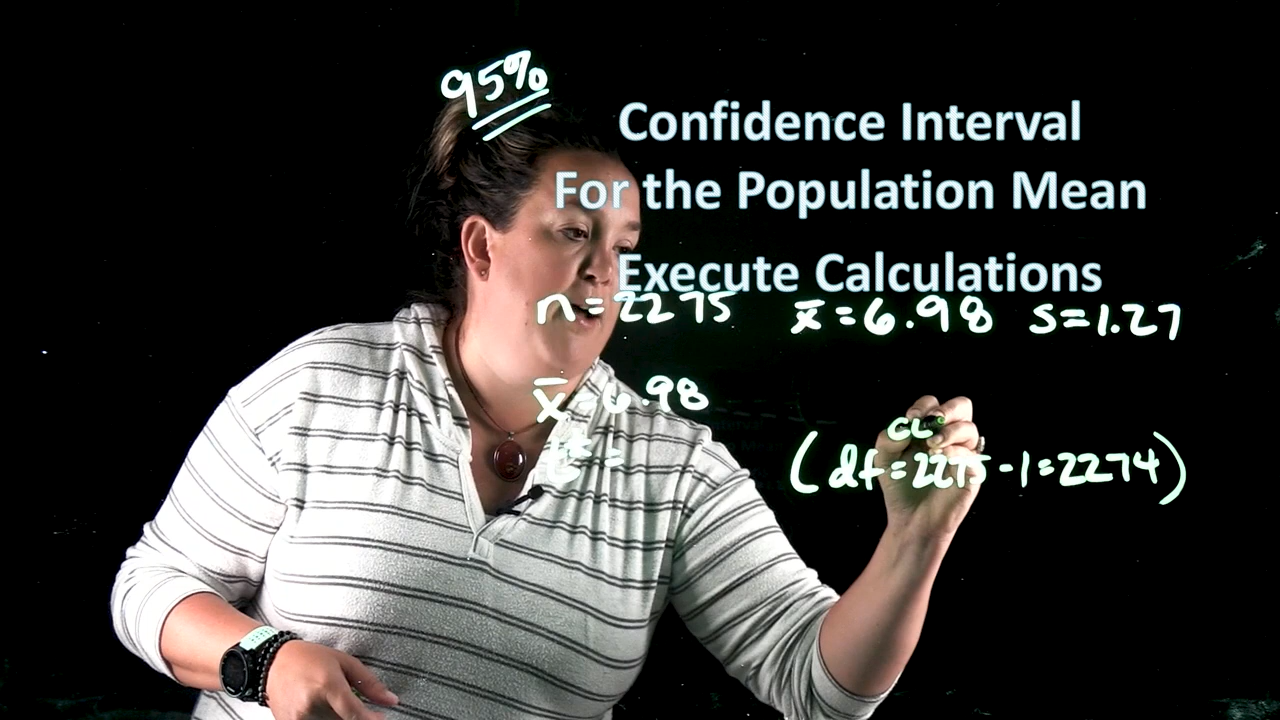 95%
Confidence Interval
For the Population Mean
Execute Calculations
n = 2275 x̄ = 6.98 s = 1.27
x̄ = 6.98
CL
t* = (df = 2275 - 1 = 2274)